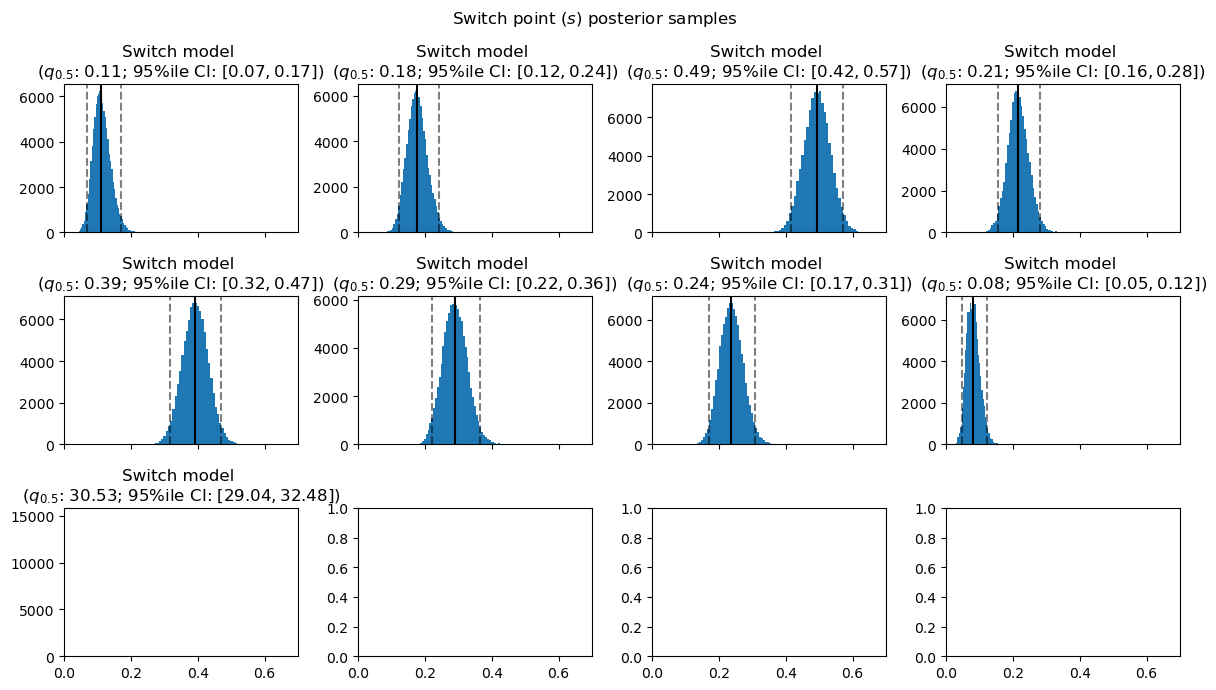 Switch point (s) posterior samples
Switch model
(q0.5: 0.11; 95%ile CI: [0.07, 0.17])
Switch model
(q0.5: 0.18; 95%ile CI: [0.12, 0.24])
Switch model
(q0.5: 0.49; 95%ile CI: [0.42, 0.57])
Switch model
(q0.5: 0.21; 95%ile CI: [0.16, 0.28])
6000
4000
2000
0
6000
4000
2000
0
6000
4000
2000
0
6000
4000
2000
0
Switch model
(q0.5: 0.39; 95%ile CI: [0.32, 0.47])
Switch model
(q0.5: 0.29; 95%ile CI: [0.22, 0.36])
Switch model
(q0.5: 0.24; 95%ile CI: [0.17, 0.31])
Switch model
(q0.5: 0.08; 95%ile CI: [0.05, 0.12])
6000
4000
2000
0
6000
4000
2000
0
6000
4000
2000
0
6000
4000
2000
0
Switch model
(q0.5: 30.53; 95%ile CI: [29.04, 32.48])
15000
10000
5000
0
0.0 0.2 0.4 0.6
1.0
0.8
0.6
0.4
0.2
0.0
0.0 0.2 0.4 0.6
1.0
0.8
0.6
0.4
0.2
0.0
0.0 0.2 0.4 0.6
1.0
0.8
0.6
0.4
0.2
0.0
0.0 0.2 0.4 0.6